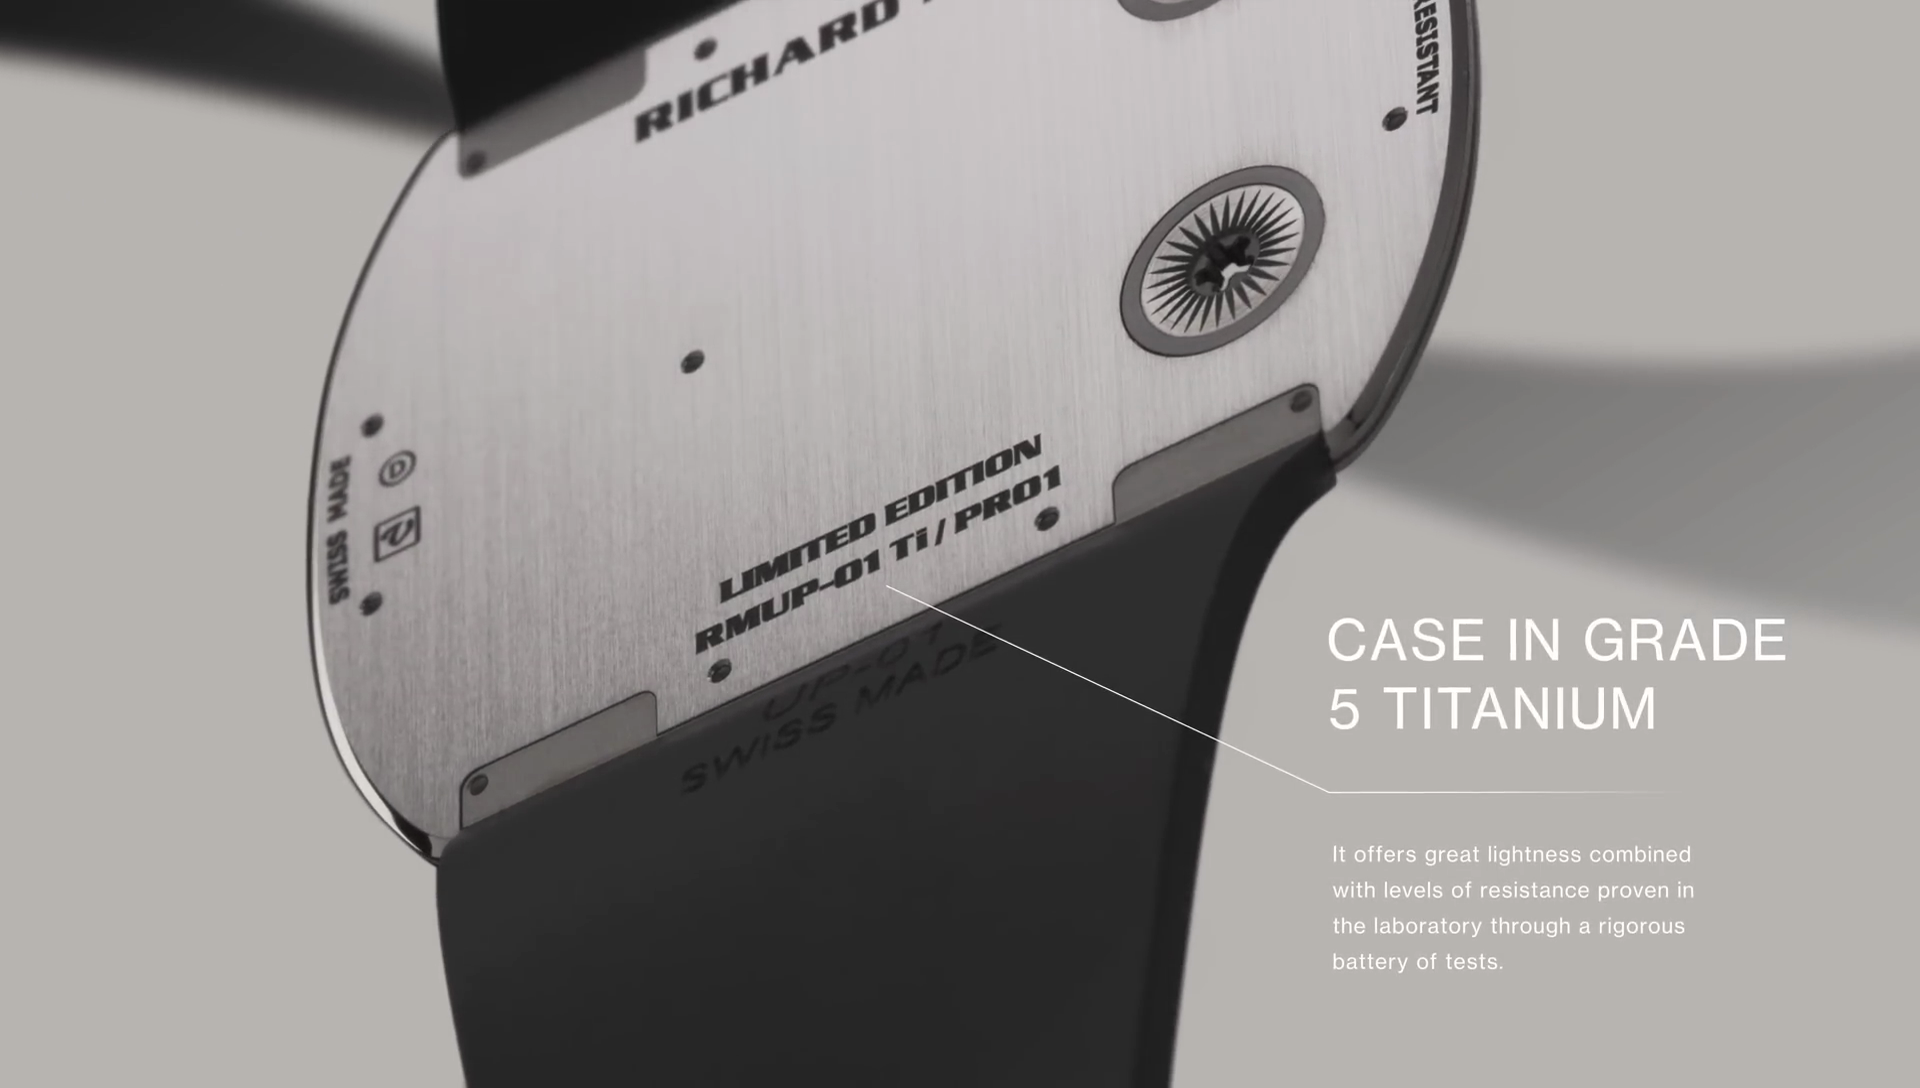 RICHARD
RESISTANT
SWISS MADE
LIMITED EDITION
RMUP-01 Ti / PRO1
UP-01
SWISS MADE
CASE IN GRADE
5 TITANIUM
It offers great lightness combined
with levels of resistance proven in
the laboratory through a rigorous
battery of tests.